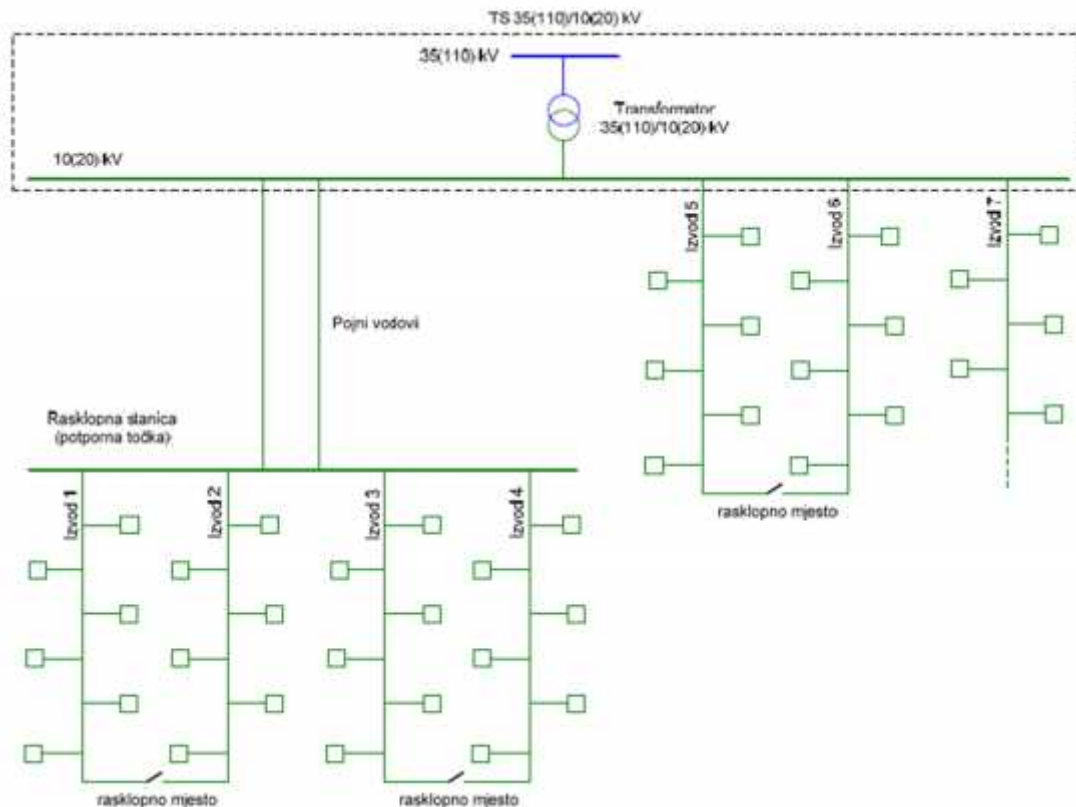 TS 35(110)/10(20) kV
35(110) kV
Transformator
35(110)/10(20) kV
10(20) kV
Izvod 5
Izvod 6
Izvod 7
Pojni vodovi
Rasklopna stanica
(potporna točka)
Izvod 1
Izvod 2
Izvod 3
Izvod 4
rasklopno mjesto
rasklopno mjesto
rasklopno mjesto